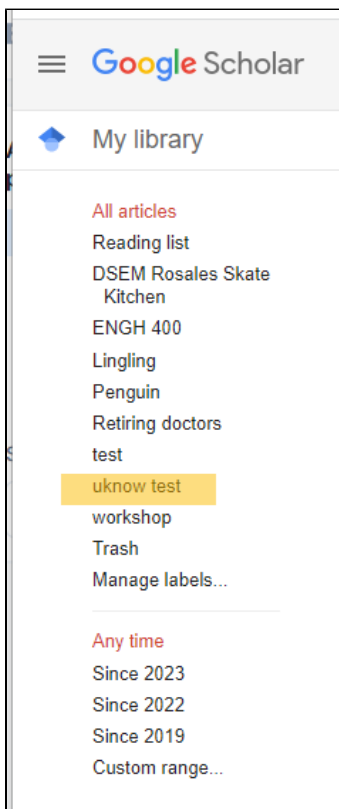 Google Scholar
My library
All articles
Reading list
DSEM Rosales Skate
Kitchen
ENGH 400
Lingling
Penguin
Retiring doctors
test
uknow test
workshop
Trash
Manage labels...
Any time
Since 2023
Since 2022
Since 2019
Custom range...